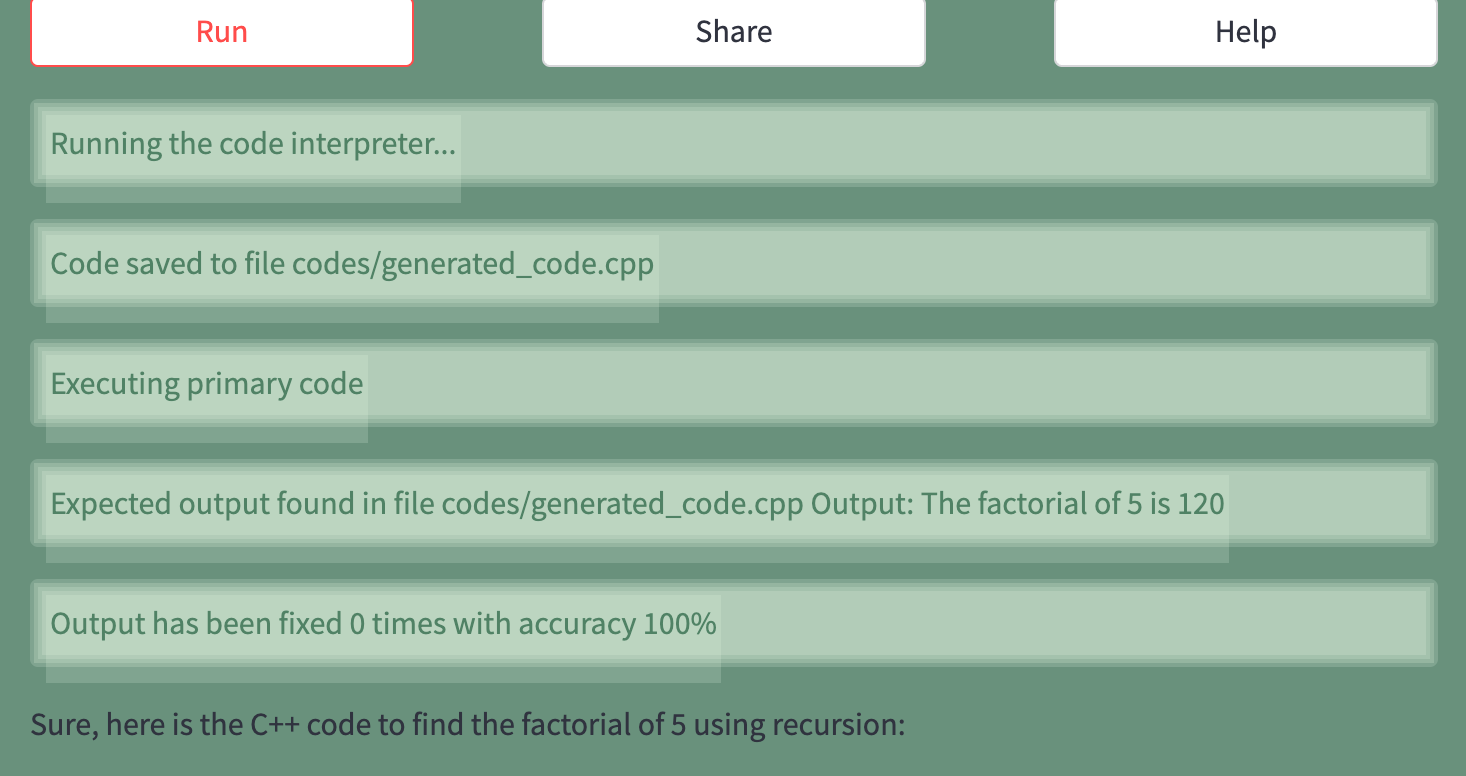 Run
Share
Help
Running the code interpreter...
Code saved to file codes/generated_code.cpp
Executing primary code
Expected output found in file codes/generated_code.cpp Output: The factorial of 5 is 120
Output has been fixed 0 times with accuracy 100%
Sure, here is the C++ code to find the factorial of 5 using recursion: